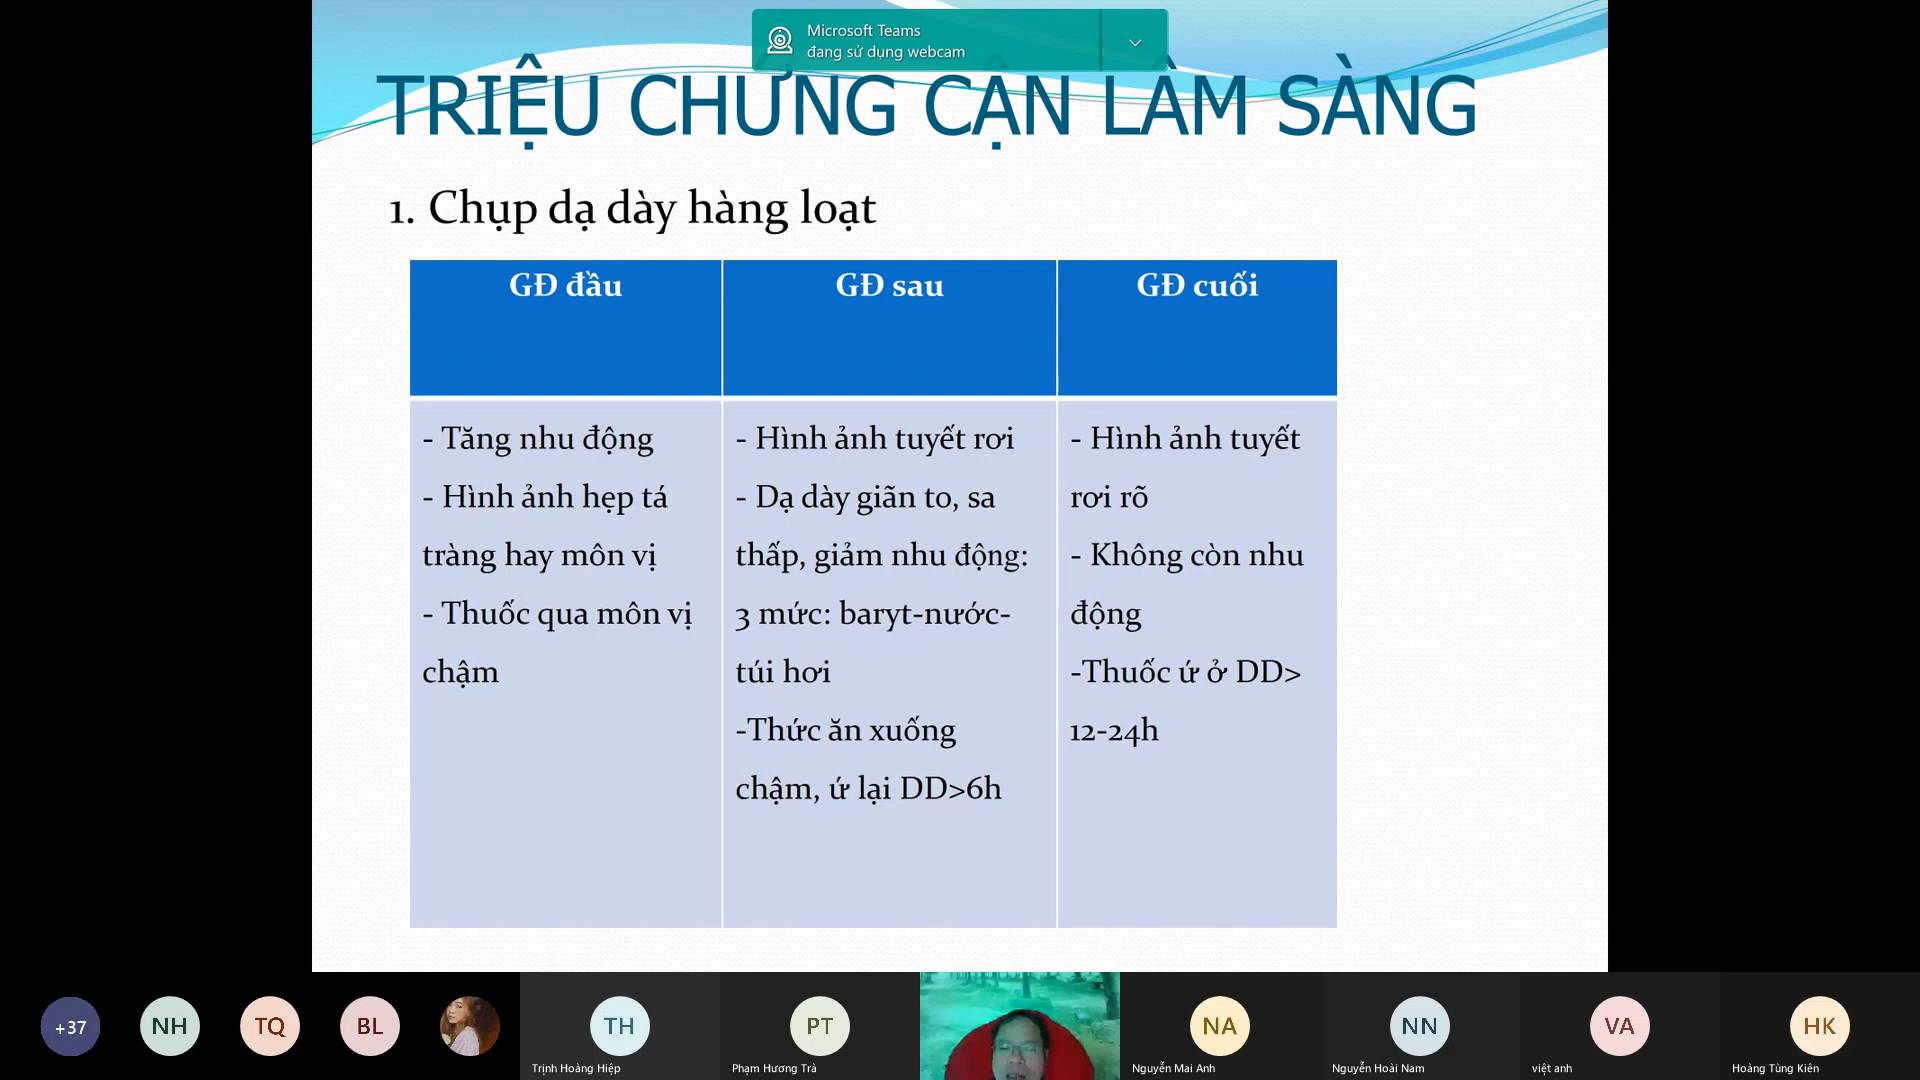 Microsoft Teams
đang sử dụng webcam
TRIỆU CHỨNG CẬN LÂM SÀNG
1. Chụp dạ dày hàng loạt
GĐ đầu
- Tăng nhu động
- Hình ảnh hẹp tá
tràng hay môn vị
- Thuốc qua môn vị
chậm
GĐ sau
- Hình ảnh tuyết rơi
- Dạ dày giãn to, sa
thấp, giảm nhu động:
3 mức: baryt-nước-
túi hơi
-Thức ăn xuống
chậm, ứ lại DD>6h
GĐ cuối
- Hình ảnh tuyết
rơi rõ
- Không còn nhu
động
-Thuốc ứ ở DD>
12-24h
+37
NH
TQ
BL
TH
Trịnh Hoàng Hiệp
PT
Phạm Hương Trà
NA
Nguyễn Mai Anh
NN
Nguyễn Hoài Nam
VA
việt anh
HK
Hoàng Tùng Kiên